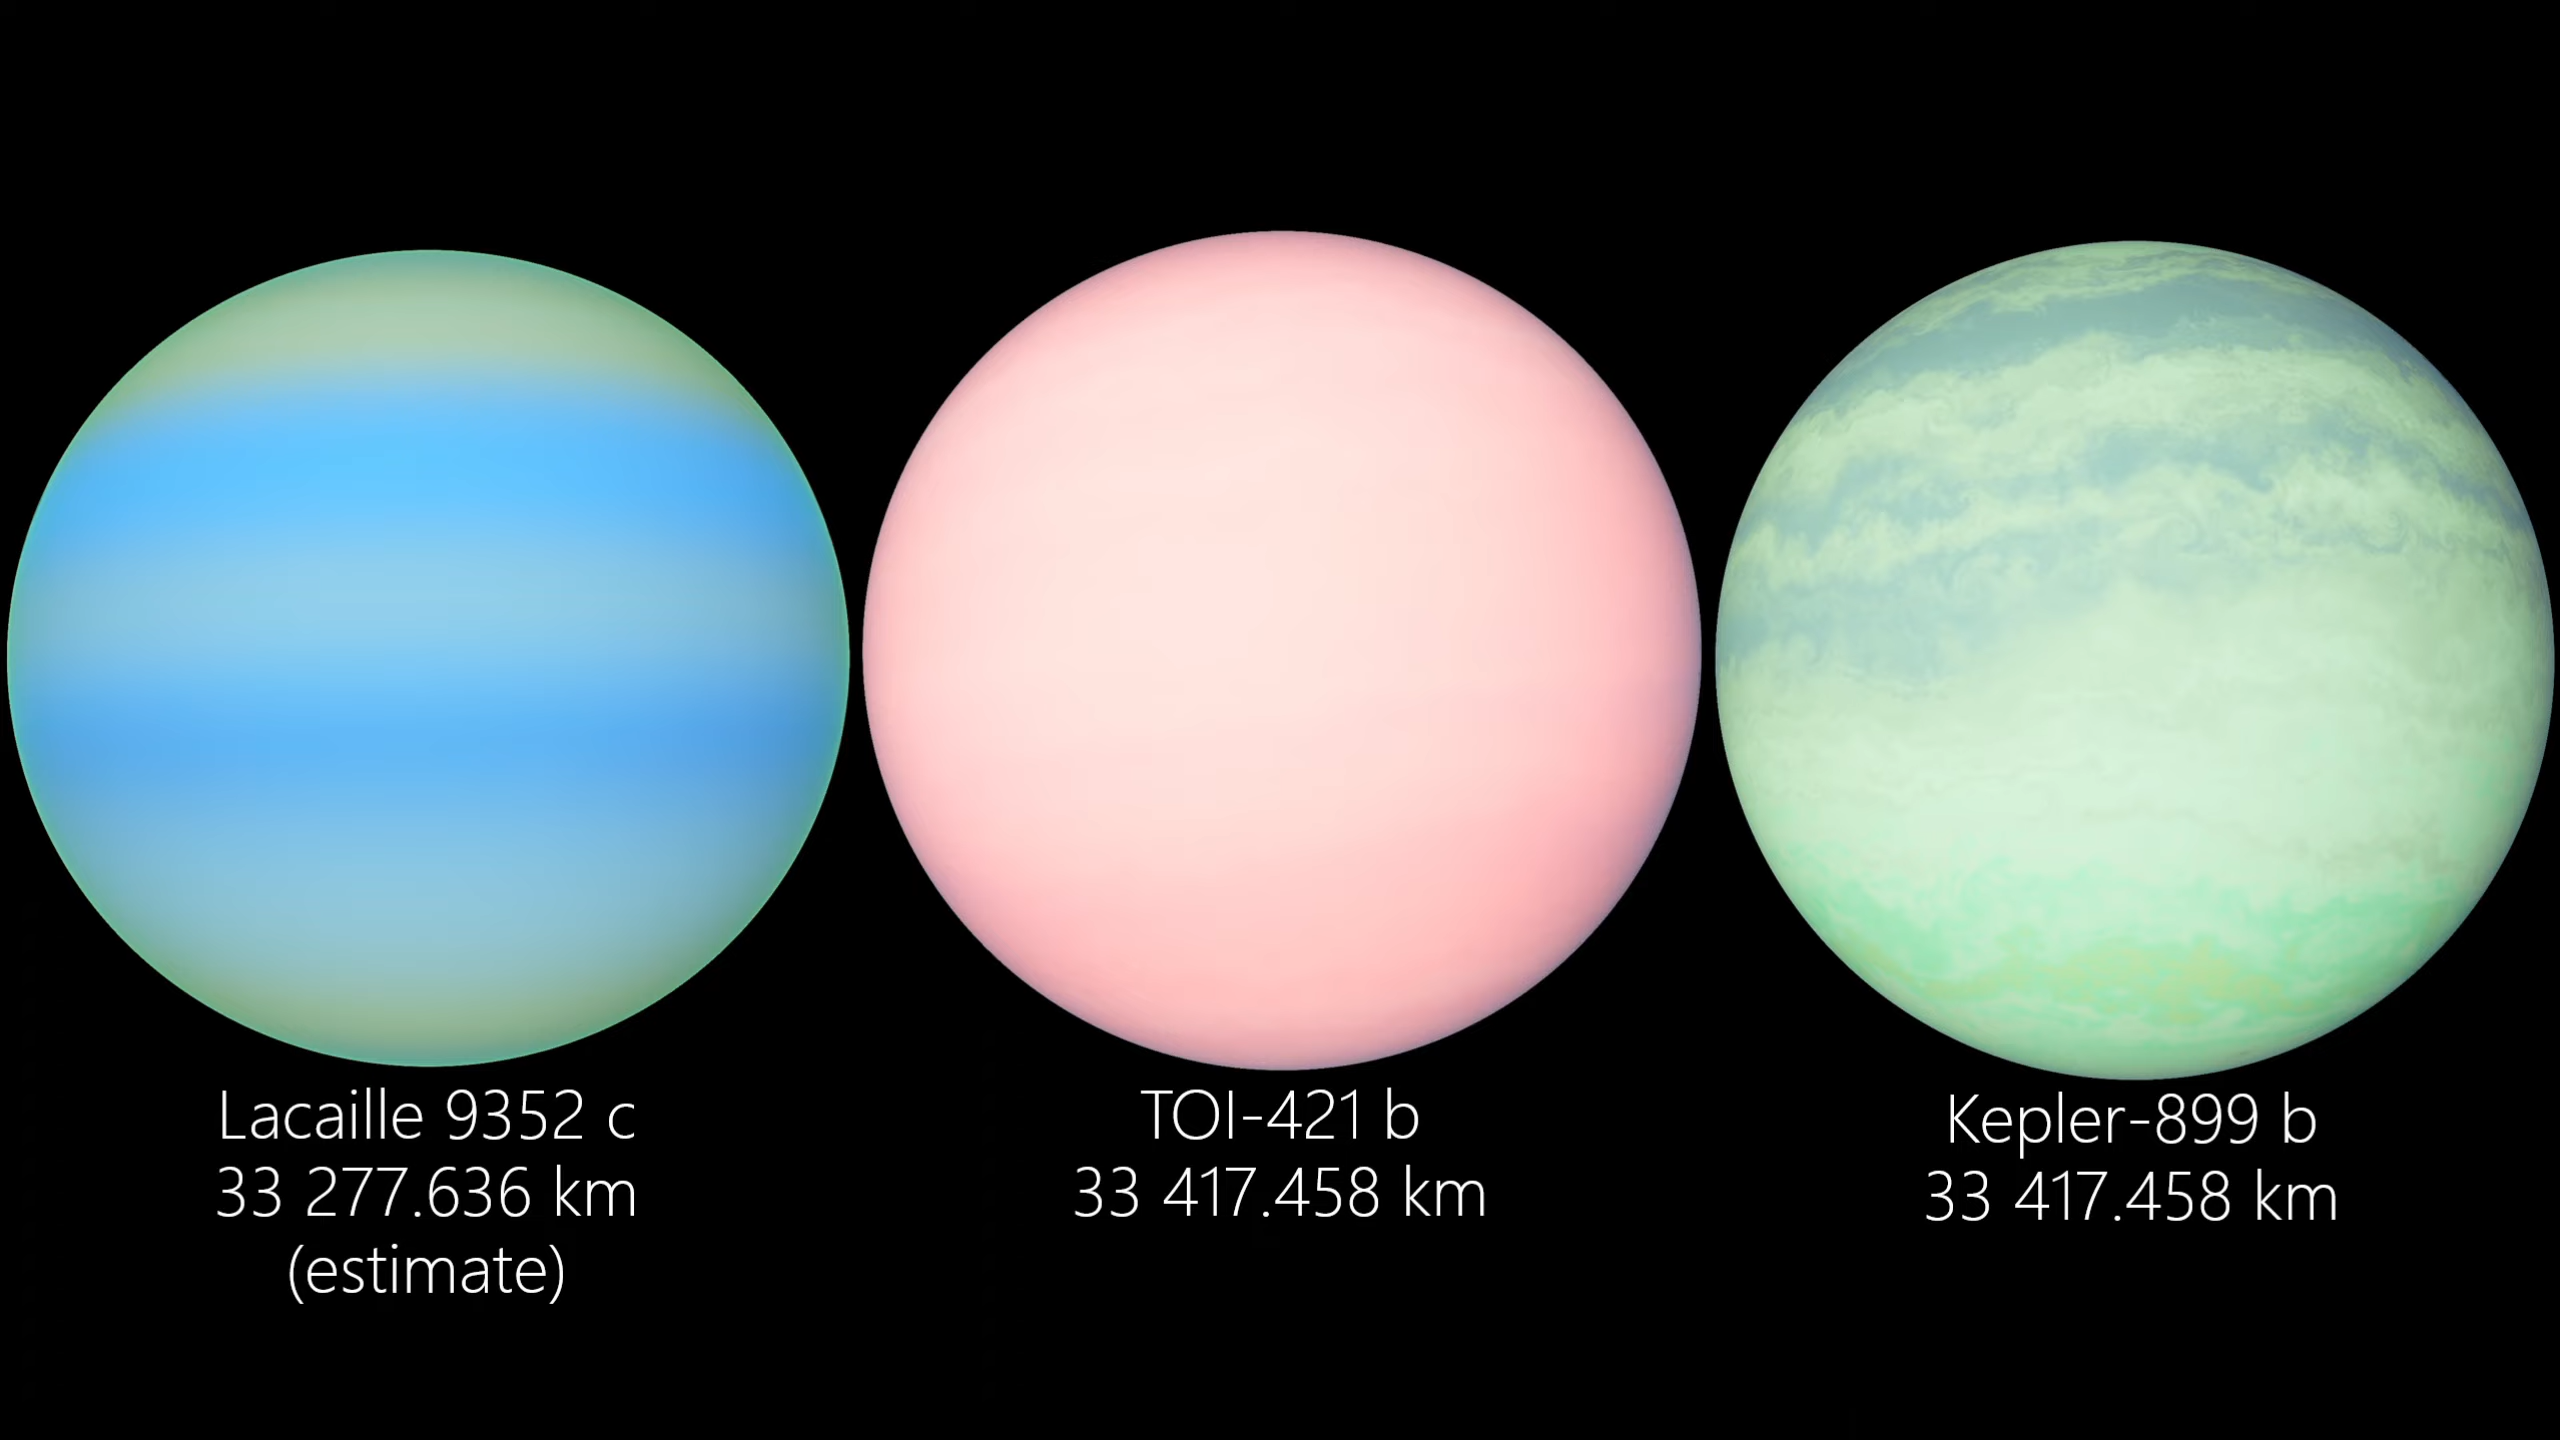 Lacaille 9352 c
33 277.636 km
(estimate)
TOI-421 b
33 417.458 km
Kepler-899 b
33 417.458 km